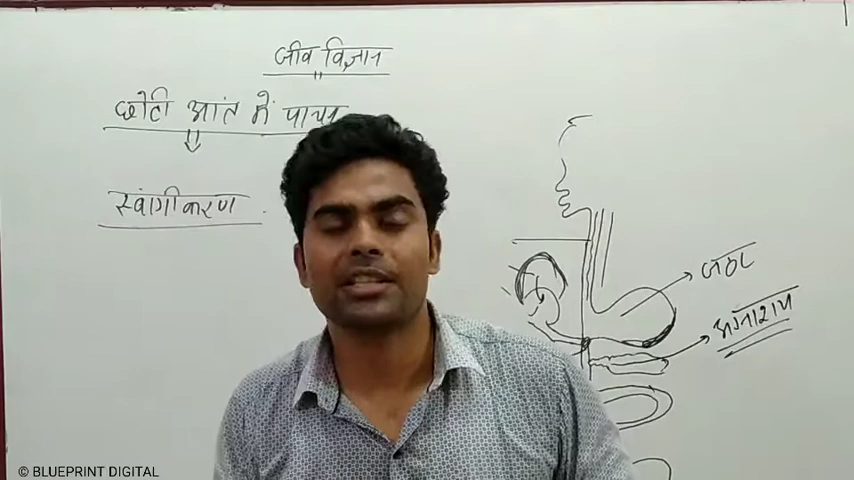 जीव विज्ञान
छोटी आंत में पाचन
स्वांगीकरण
जठर
अग्नाशय
© BLUEPRINT DIGITAL